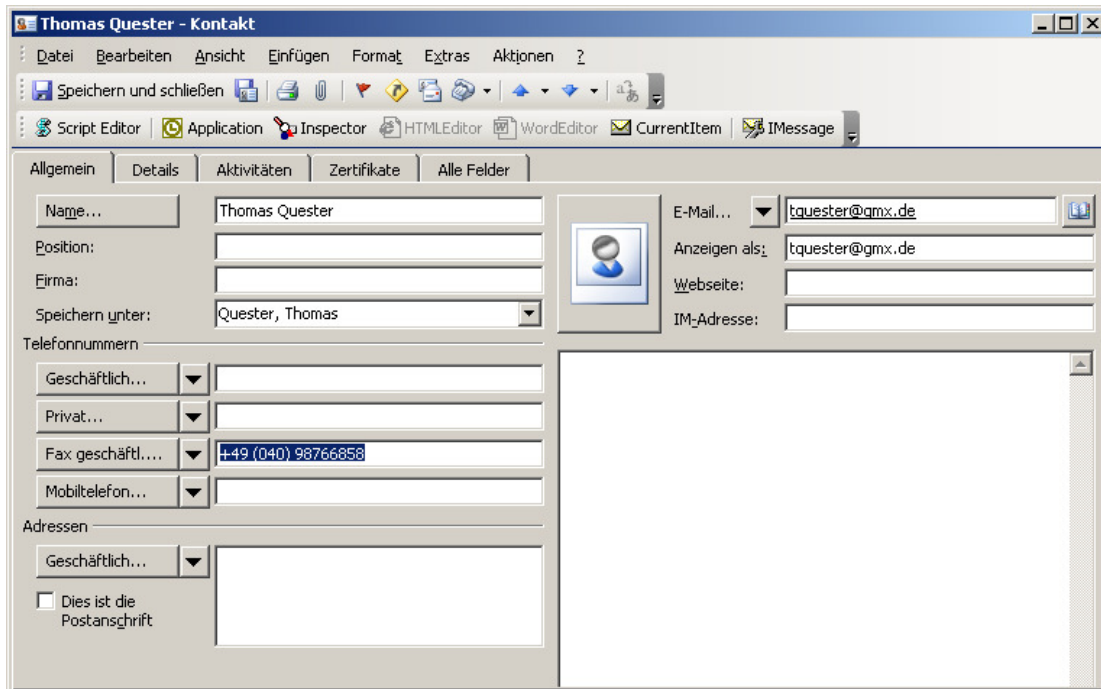 Thomas Quester - Kontakt
Datei Bearbeiten Ansicht Einfügen Format Extras Aktionen ?
Speichern und schließen
Script Editor Application Inspector HTMLEditor WordEditor CurrentItem IMessage
Allgemein Details Aktivitäten Zertifikate Alle Felder
Name... Thomas Quester
Position:
Firma:
Speichern unter: Quester, Thomas
E-Mail... tquester@gmx.de
Anzeigen als: tquester@gmx.de
Webseite:
IM-Adresse:
Telefonnummern
Geschäftlich...
Privat...
Fax geschäftl.... +49 (040) 98766858
Mobiltelefon...
Adressen
Geschäftlich...
Dies ist die
Postanschrift